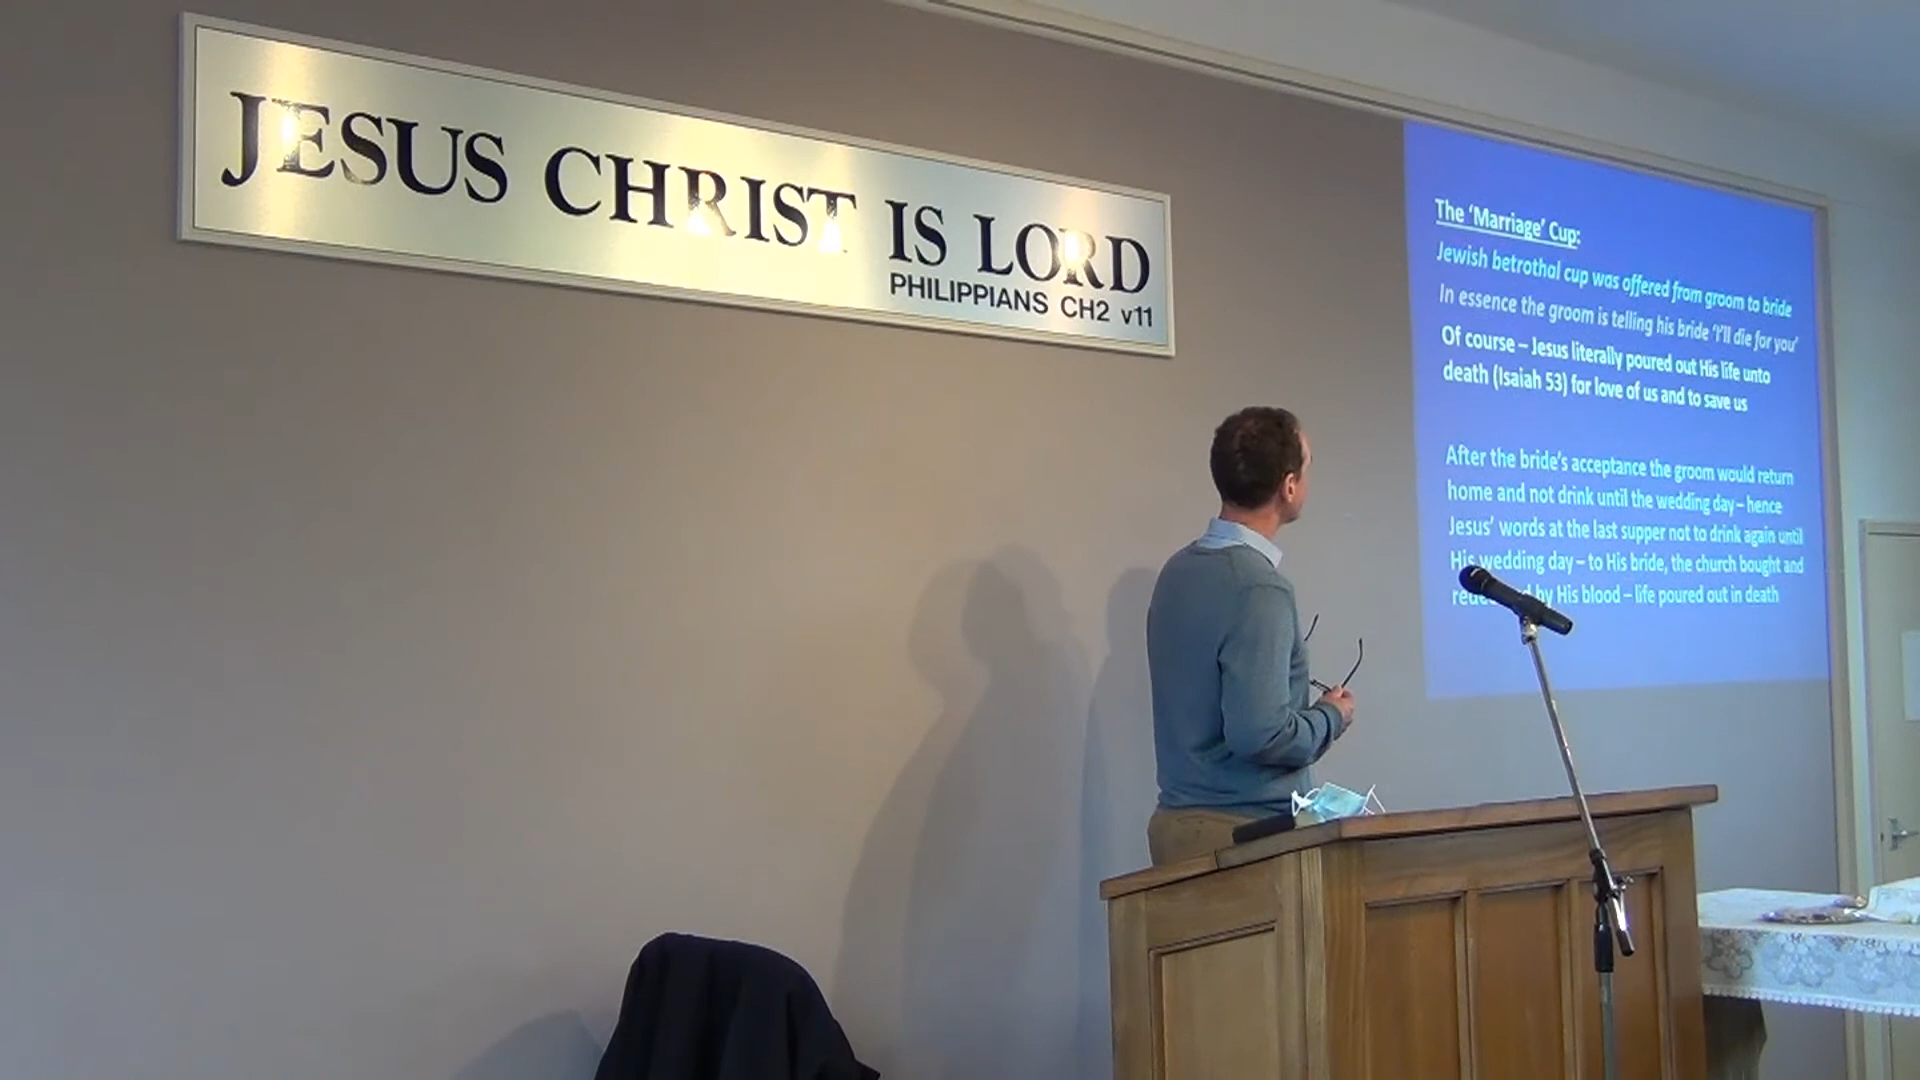 JESUS CHRIST IS LORD
PHILIPPIANS CH2 v11
The ‘Marriage’ Cup:
Jewish betrothal cup was offered from groom to bride
In essence the groom is telling his bride ‘I’ll die for you’
Of course – Jesus literally poured out His life unto
death (Isaiah 53) for love of us and to save us
After the bride’s acceptance the groom would return
home and not drink until the wedding day – hence
Jesus’ words at the last supper not to drink again until
His wedding day – to His bride, the church bought and
by His blood – life poured out in death